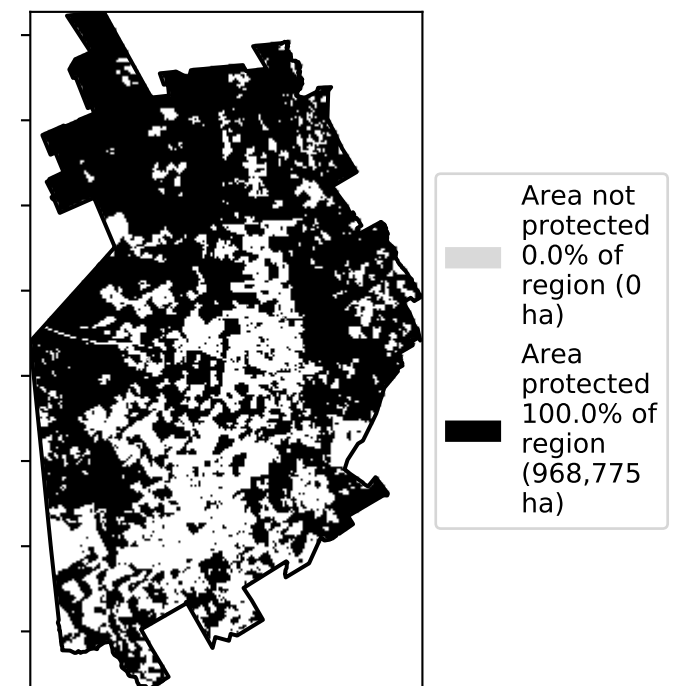 Area not
protected
0.0% of
region (0
ha)
Area
protected
100.0% of
region
(968,775
ha)